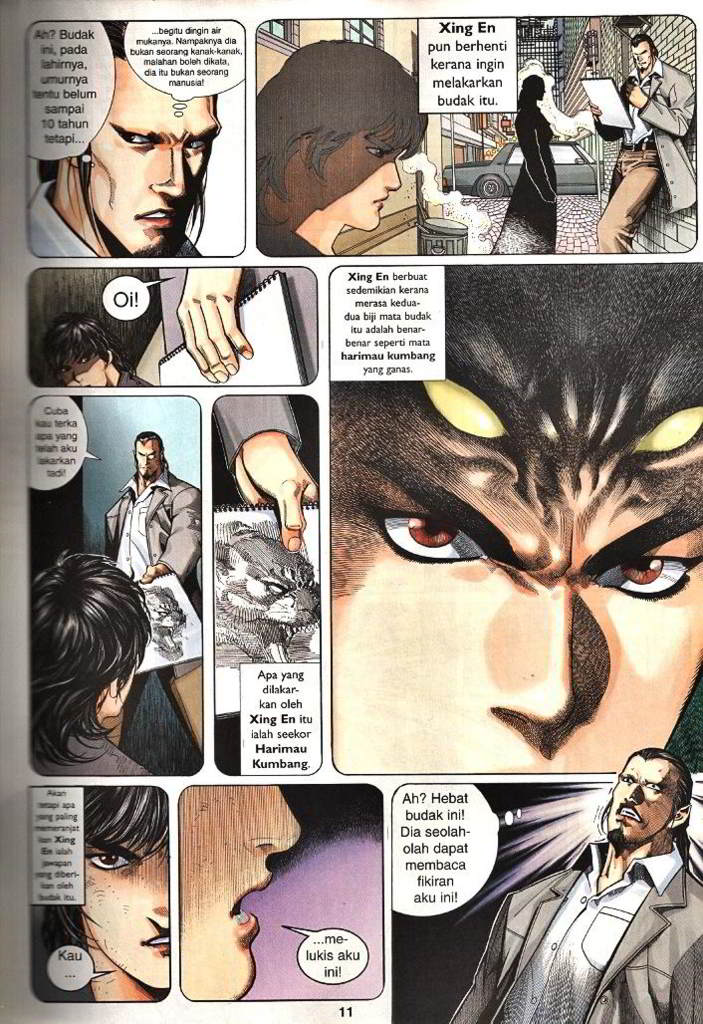 Ah? Budak
ini, pada
lahirnya,
umurnya
tentu belum
sampai
10 tahun
tetapi...
...begitu dingin air
mukanya. Nampaknya dia
bukan seorang kanak-kanak,
malahan boleh dikata,
dia itu bukan seorang
manusia!
Xing En
pun berhenti
kerana ingin
melakarkan
budak itu.
Oi!
Xing En berbuat
sedemikian kerana
merasa kedua-
dua biji mata budak
itu adalah benar-
benar seperti mata
harimau kumbang
yang ganas.
Cuba
kau terka
apa yang
telah aku
lakarkan
tadi!
Apa yang
dilakar-
kan oleh
Xing En itu
ialah seekor
Harimau
Kumbang.
Akan
tetapi apa
yang paling
memeranjat
kan Xing
En ialah
jawapan
yang diberi-
kan oleh
budak itu.
Kau
...
...me-
lukis aku
ini!
Ah? Hebat
budak ini!
Dia seolah-
olah dapat
membaca
fikiran
aku ini!
11